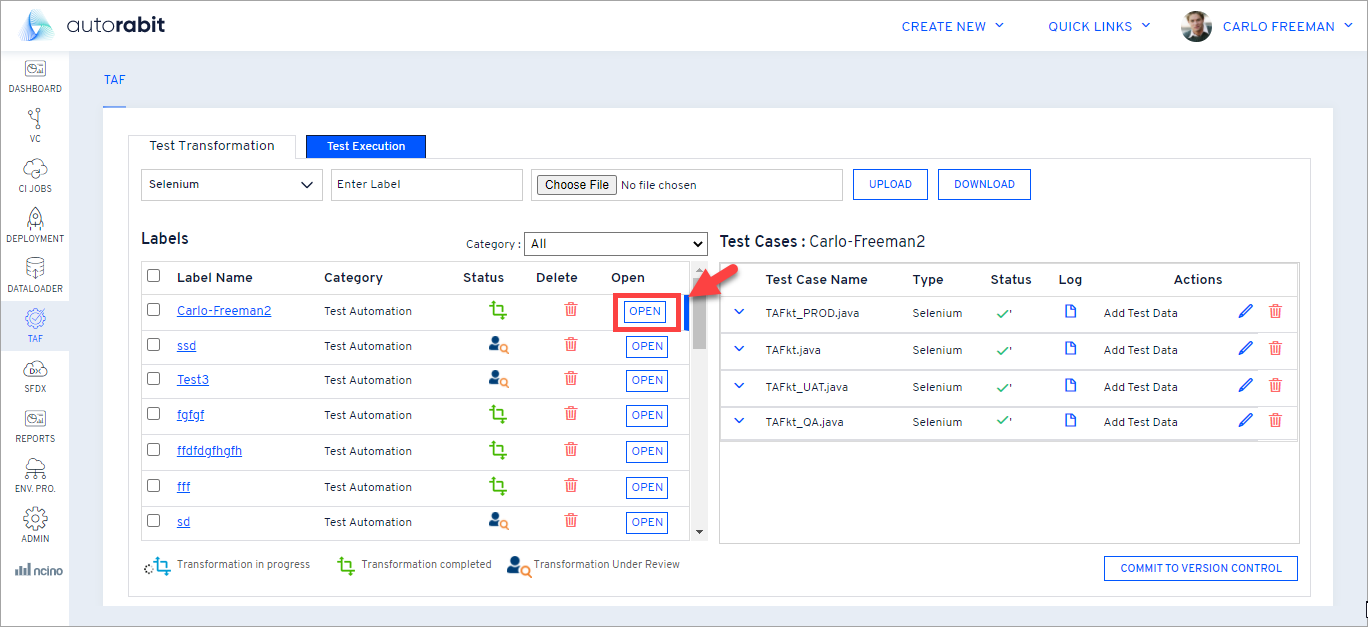 autorabit
CREATE NEW
QUICK LINKS
CARLO FREEMAN
DASHBOARD
VC
CI JOBS
DEPLOYMENT
DATALOADER
TAF
SFDX
REPORTS
ENV. PRO.
ADMIN
ncino
TAF
Test Transformation
Test Execution
Selenium
Enter Label
Choose File No file chosen
UPLOAD
DOWNLOAD
Labels
Category : All
Label Name Category Status Delete Open
Carlo-Freeman2 Test Automation OPEN
ssd Test Automation OPEN
Test3 Test Automation OPEN
fgfgf Test Automation OPEN
ffdfdgfhgfh Test Automation OPEN
fff Test Automation OPEN
sd Test Automation OPEN
Transformation in progress
Transformation completed
Transformation Under Review
Test Cases : Carlo-Freeman2
Test Case Name Type Status Log Actions
TAFkt_PROD.java Selenium Add Test Data
TAFkt.java Selenium Add Test Data
TAFkt_UAT.java Selenium Add Test Data
TAFkt_QA.java Selenium Add Test Data
COMMIT TO VERSION CONTROL